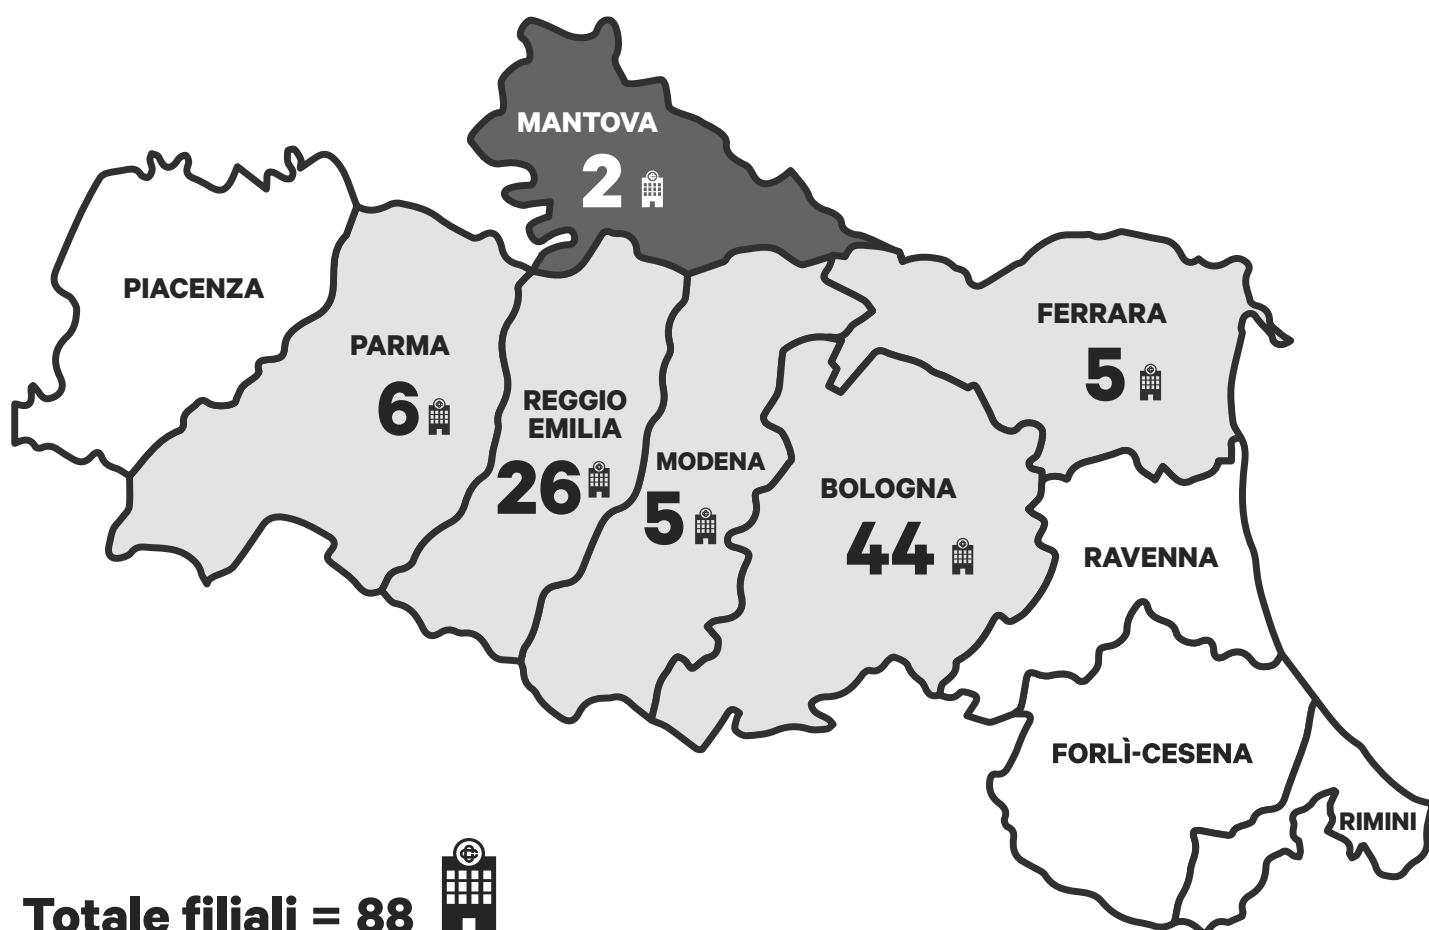 MANTOVA
2
PIACENZA
PARMA
6
REGGIO
EMILIA
26
MODENA
5
BOLOGNA
44
FERRARA
5
RAVENNA
FORLÌ-CESENA
RIMINI
Totale filiali = 88